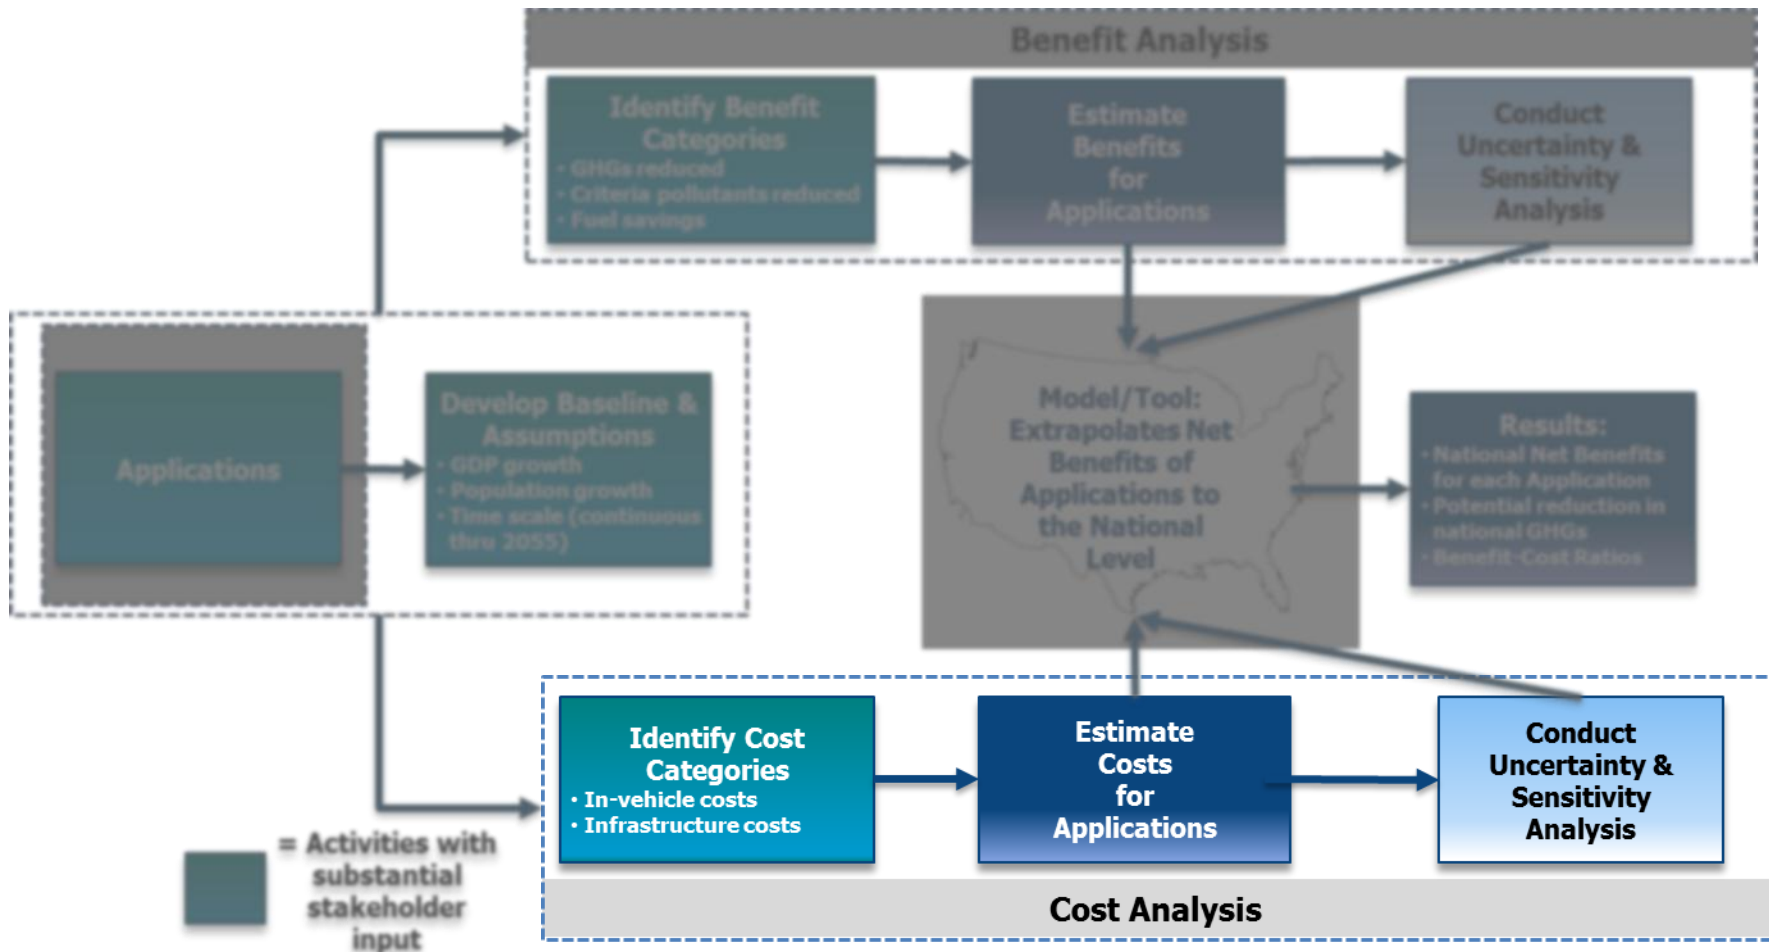 Benefit Analysis
Identify Benefit
Categories
• GHGs reduced
• Criteria pollutants reduced
• Fuel savings
Estimate
Benefits
for
Applications
Conduct
Uncertainty &
Sensitivity
Analysis
Applications
Develop Baseline &
Assumptions
• GDP growth
• Population growth
• Time scale (continuous
thru 2055)
Model/Tool:
Extrapolates Net
Benefits of
Applications to
the National
Level
Results:
• National Net Benefits
for each Application
• Potential reduction in
national GHGs
• Benefit-Cost Ratios
Identify Cost
Categories
• In-vehicle costs
• Infrastructure costs
Estimate
Costs
for
Applications
Conduct
Uncertainty &
Sensitivity
Analysis
Cost Analysis
= Activities with
substantial
stakeholder
input